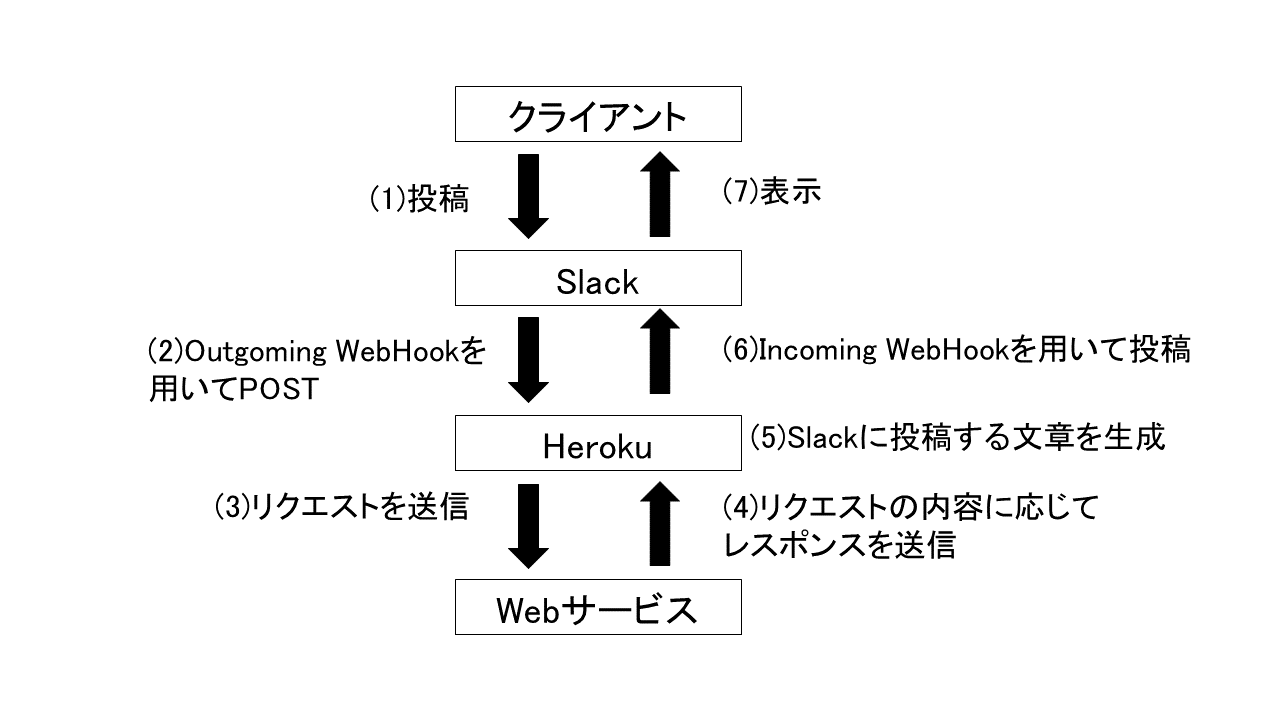 クライアント
(1)投稿
(7)表示
Slack
(2)Outgoming WebHookを
用いてPOST
(6)Incoming WebHookを用いて投稿
Heroku
(5)Slackに投稿する文章を生成
(3)リクエストを送信
(4)リクエストの内容に応じて
レスポンスを送信
Webサービス